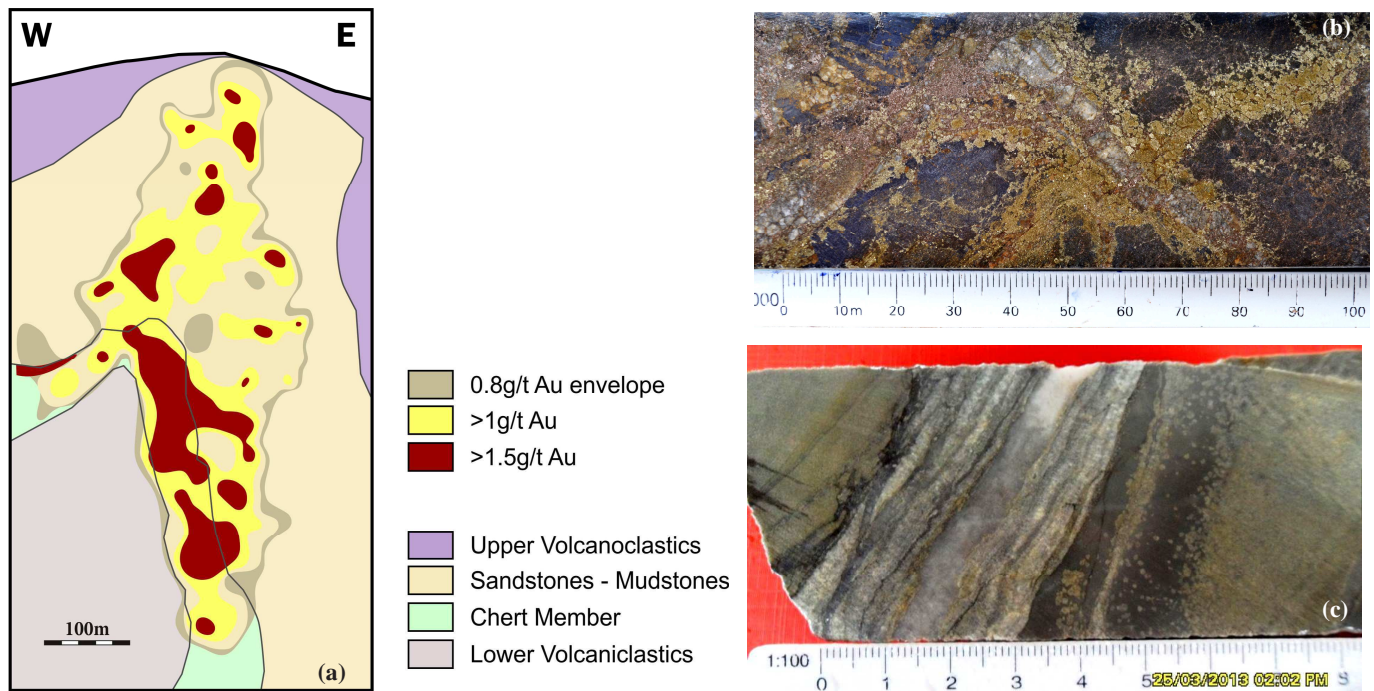 W E
0.8g/t Au envelope
>1g/t Au
>1.5g/t Au
Upper Volcanoclastics
Sandstones - Mudstones
Chert Member
Lower Volcaniclastics
100m
(a)
(b)
0 10m 20 30 40 50 60 70 80 90 100
(c)
1:100 0 1 2 3 4 5
25/03/2013 02:02 PM